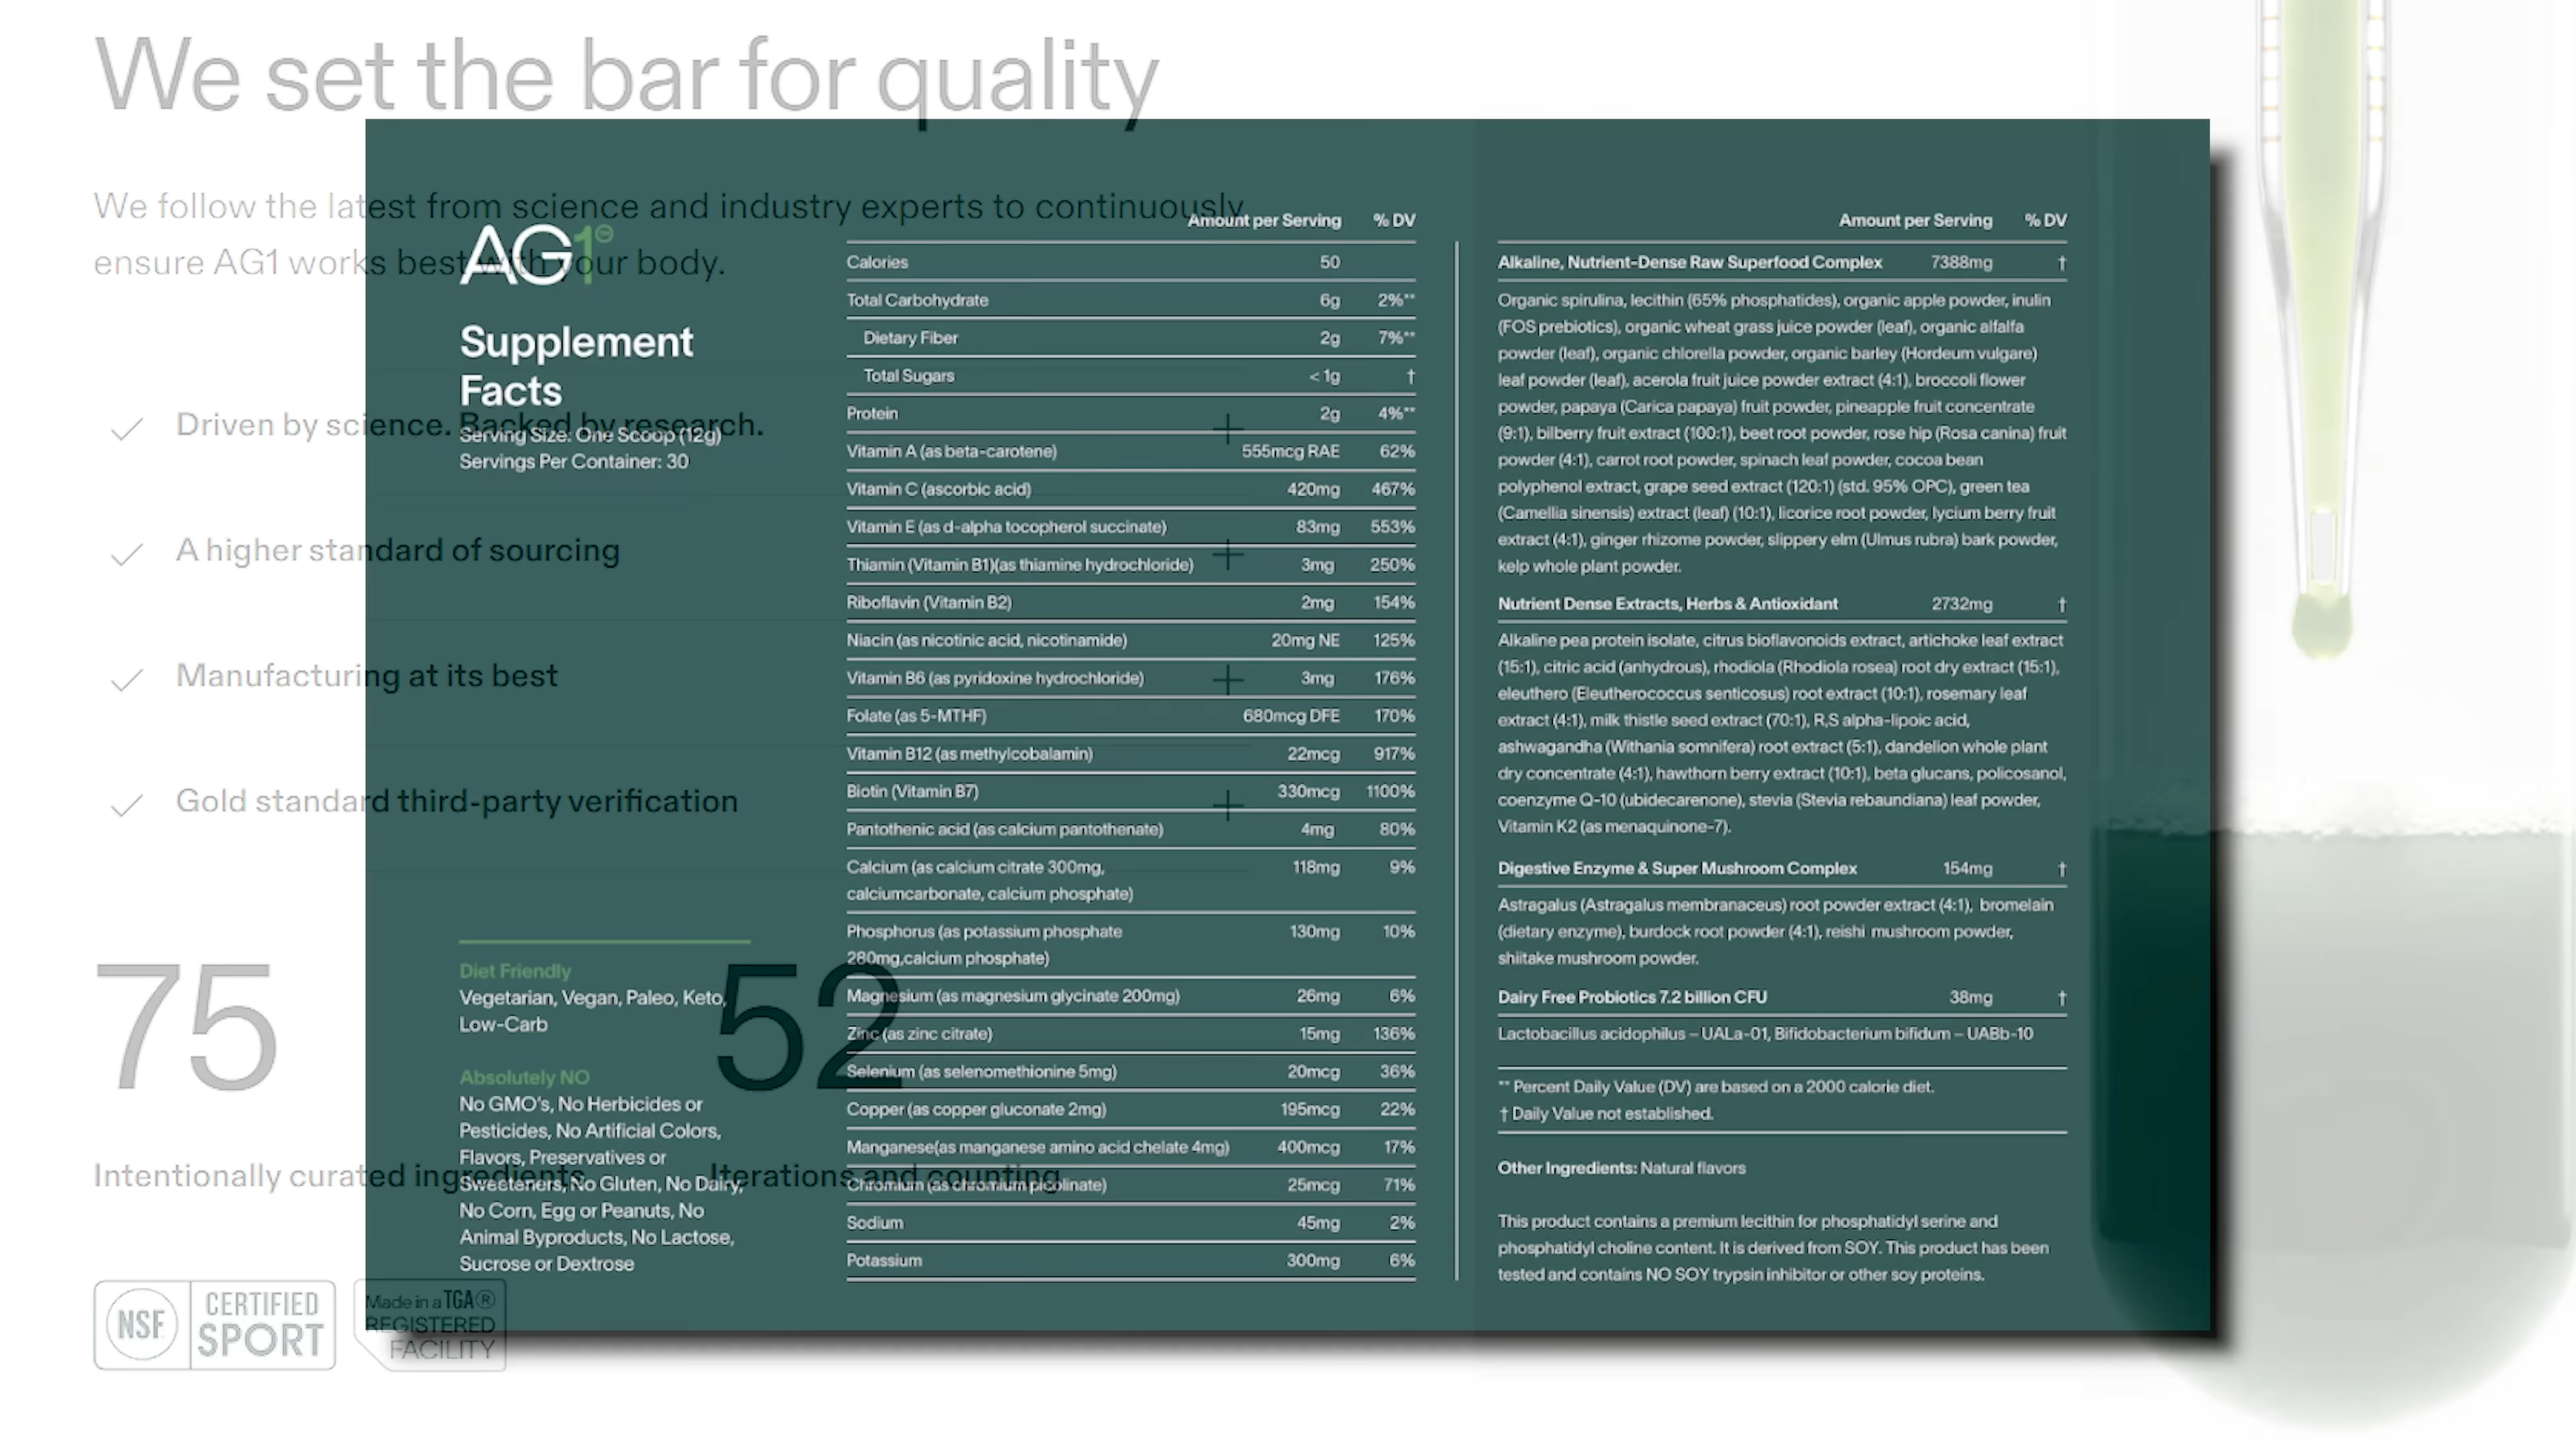 We set the bar for quality
We follow the latest from science and industry experts to continuously
ensure AG1 works best with your body.
Driven by science. Backed by research.
A higher standard of sourcing
Manufacturing at its best
Gold standard third-party verification
75
Intentionally curated ingredients
52
Iterations and counting
NSF CERTIFIED SPORT
Made in a TGA®
REGISTERED
FACILITY
AG1
Supplement
Facts
Serving Size: One Scoop (12g)
Servings Per Container: 30
Diet Friendly
Vegetarian, Vegan, Paleo, Keto,
Low-Carb
Absolutely NO
No GMO's, No Herbicides or
Pesticides, No Artificial Colors,
Flavors, Preservatives or
Sweeteners, No Gluten, No Dairy,
No Corn, Egg or Peanuts, No
Animal Byproducts, No Lactose,
Sucrose or Dextrose
Amount per Serving % DV
Calories 50
Total Carbohydrate 6g 2%**
Dietary Fiber 2g 7%**
Total Sugars <1g †
Protein 2g 4%**
Vitamin A (as beta-carotene) 555mcg RAE 62%
Vitamin C (ascorbic acid) 420mg 467%
Vitamin E (as d-alpha tocopherol succinate) 83mg 553%
Thiamin (Vitamin B1)(as thiamine hydrochloride) 3mg 250%
Riboflavin (Vitamin B2) 2mg 154%
Niacin (as nicotinic acid, nicotinamide) 20mg NE 125%
Vitamin B6 (as pyridoxine hydrochloride) 3mg 176%
Folate (as 5-MTHF) 680mcg DFE 170%
Vitamin B12 (as methylcobalamin) 22mcg 917%
Biotin (Vitamin B7) 330mcg 1100%
Pantothenic acid (as calcium pantothenate) 4mg 80%
Calcium (as calcium citrate 300mg, 118mg 9%
calciumcarbonate, calcium phosphate)
Phosphorus (as potassium phosphate 130mg 10%
280mg,calcium phosphate)
Magnesium (as magnesium glycinate 200mg) 26mg 6%
Zinc (as zinc citrate) 15mg 136%
Selenium (as selenomethionine 5mg) 20mcg 36%
Copper (as copper gluconate 2mg) 195mcg 22%
Manganese(as manganese amino acid chelate 4mg) 400mcg 17%
Chromium (as chromium picolinate) 25mcg 71%
Sodium 45mg 2%
Potassium 300mg 6%
Amount per Serving % DV
Alkaline, Nutrient-Dense Raw Superfood Complex 7388mg †
Organic spirulina, lecithin (65% phosphatides), organic apple powder, inulin
(FOS prebiotics), organic wheat grass juice powder (leaf), organic alfalfa
powder (leaf), organic chlorella powder, organic barley (Hordeum vulgare)
leaf powder (leaf), acerola fruit juice powder extract (4:1), broccoli flower
powder, papaya (Carica papaya) fruit powder, pineapple fruit concentrate
(9:1), bilberry fruit extract (100:1), beet root powder, rose hip (Rosa canina) fruit
powder (4:1), carrot root powder, spinach leaf powder, cocoa bean
polyphenol extract, grape seed extract (120:1) (std. 95% OPC), green tea
(Camellia sinensis) extract (leaf) (10:1), licorice root powder, lycium berry fruit
extract (4:1), ginger rhizome powder, slippery elm (Ulmus rubra) bark powder,
kelp whole plant powder.
Nutrient Dense Extracts, Herbs & Antioxidant 2732mg †
Alkaline pea protein isolate, citrus bioflavonoids extract, artichoke leaf extract
(15:1), citric acid (anhydrous), rhodiola (Rhodiola rosea) root dry extract (15:1),
eleuthero (Eleutherococcus senticosus) root extract (10:1), rosemary leaf
extract (4:1), milk thistle seed extract (70:1), R,S alpha-lipoic acid,
ashwagandha (Withania somnifera) root extract (5:1), dandelion whole plant
dry concentrate (4:1), hawthorn berry extract (10:1), beta glucans, policosanol,
coenzyme Q-10 (ubidecarenone), stevia (Stevia rebaundiana) leaf powder,
Vitamin K2 (as menaquinone-7).
Digestive Enzyme & Super Mushroom Complex 154mg †
Astragalus (Astragalus membranaceus) root powder extract (4:1), bromelain
(dietary enzyme), burdock root powder (4:1), reishi mushroom powder,
shiitake mushroom powder.
Dairy Free Probiotics 7.2 billion CFU 38mg †
Lactobacillus acidophilus – UALa-01, Bifidobacterium bifidum – UABb-10
** Percent Daily Value (DV) are based on a 2000 calorie diet.
† Daily Value not established.
Other Ingredients: Natural flavors
This product contains a premium lecithin for phosphatidyl serine and
phosphatidyl choline content. It is derived from SOY. This product has been
tested and contains NO SOY trypsin inhibitor or other soy proteins.